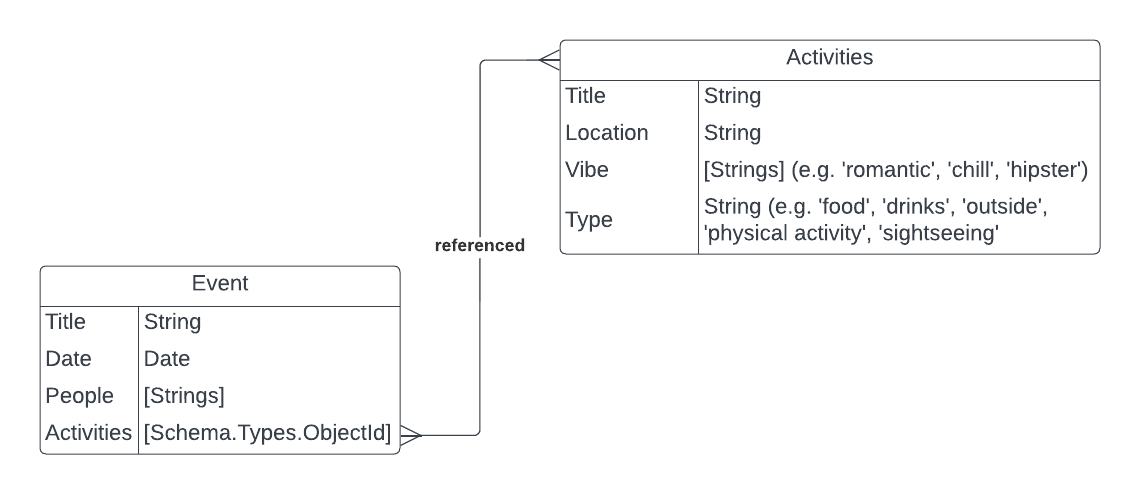 Activities
Title String
Location String
Vibe [Strings] (e.g. 'romantic', 'chill', 'hipster')
Type String (e.g. 'food', 'drinks', 'outside',
'physical activity', 'sightseeing'
referenced
Event
Title String
Date Date
People [Strings]
Activities [Schema.Types.ObjectId]